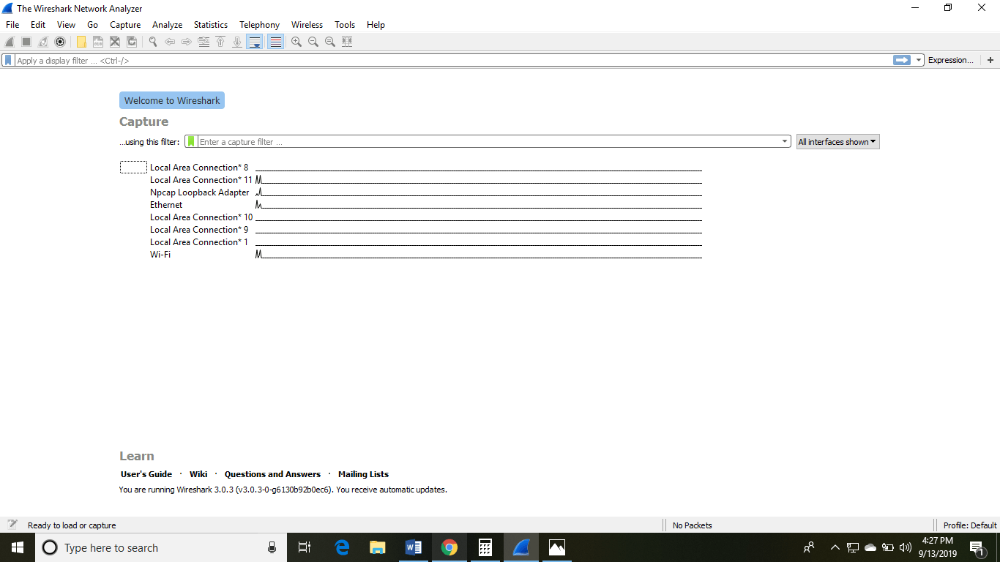 The Wireshark Network Analyzer
File Edit View Go Capture Analyze Statistics Telephony Wireless Tools Help
Apply a display filter ... <Ctrl-/> Expression... +
Welcome to Wireshark
Capture
...using this filter: Enter a capture filter ... All interfaces shown
Local Area Connection* 8
Local Area Connection* 11
Npcap Loopback Adapter
Ethernet
Local Area Connection* 10
Local Area Connection* 9
Local Area Connection* 1
Wi-Fi
Learn
User's Guide · Wiki · Questions and Answers · Mailing Lists
You are running Wireshark 3.0.3 (v3.0.3-0-g6130b92b0ec6). You receive automatic updates.
Ready to load or capture No Packets Profile: Default
Type here to search
4:27 PM
9/13/2019
1